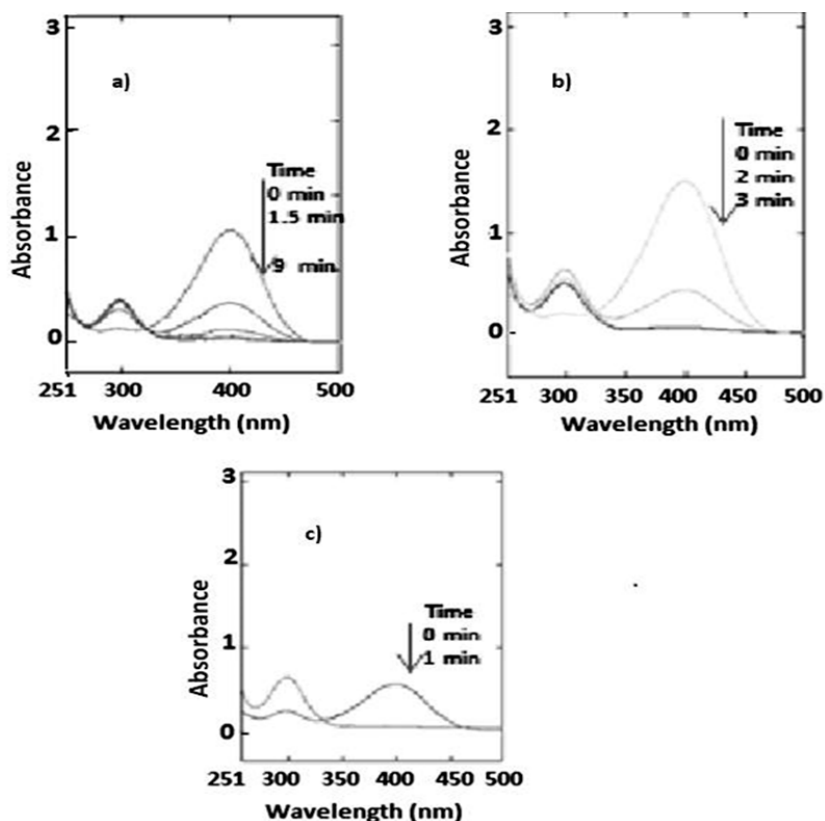 3
a)
2
Time
0 min
1.5 min
9 min
1
0
Absorbance
251 300 400 500
Wavelength (nm)
3
b)
2
Time
0 min
2 min
3 min
1
0
Absorbance
251 300 350 400 450 500
Wavelength (nm)
3
c)
2
Time
0 min
1 min
1
0
Absorbance
251 300 350 400 450 500
Wavelength (nm)